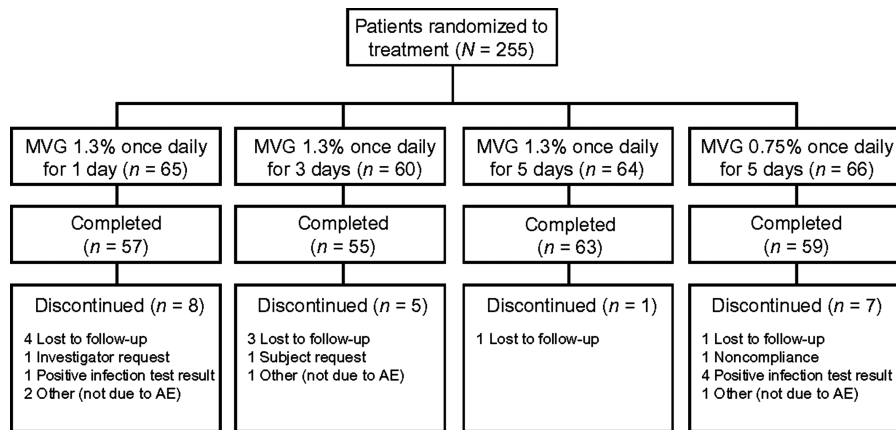 Patients randomized to
treatment (N = 255)
MVG 1.3% once daily
for 1 day (n = 65)
MVG 1.3% once daily
for 3 days (n = 60)
MVG 1.3% once daily
for 5 days (n = 64)
MVG 0.75% once daily
for 5 days (n = 66)
Completed
(n = 57)
Completed
(n = 55)
Completed
(n = 63)
Completed
(n = 59)
Discontinued (n = 8)
4 Lost to follow-up
1 Investigator request
1 Positive infection test result
2 Other (not due to AE)
Discontinued (n = 5)
3 Lost to follow-up
1 Subject request
1 Other (not due to AE)
Discontinued (n = 1)
1 Lost to follow-up
Discontinued (n = 7)
1 Lost to follow-up
1 Noncompliance
4 Positive infection test result
1 Other (not due to AE)